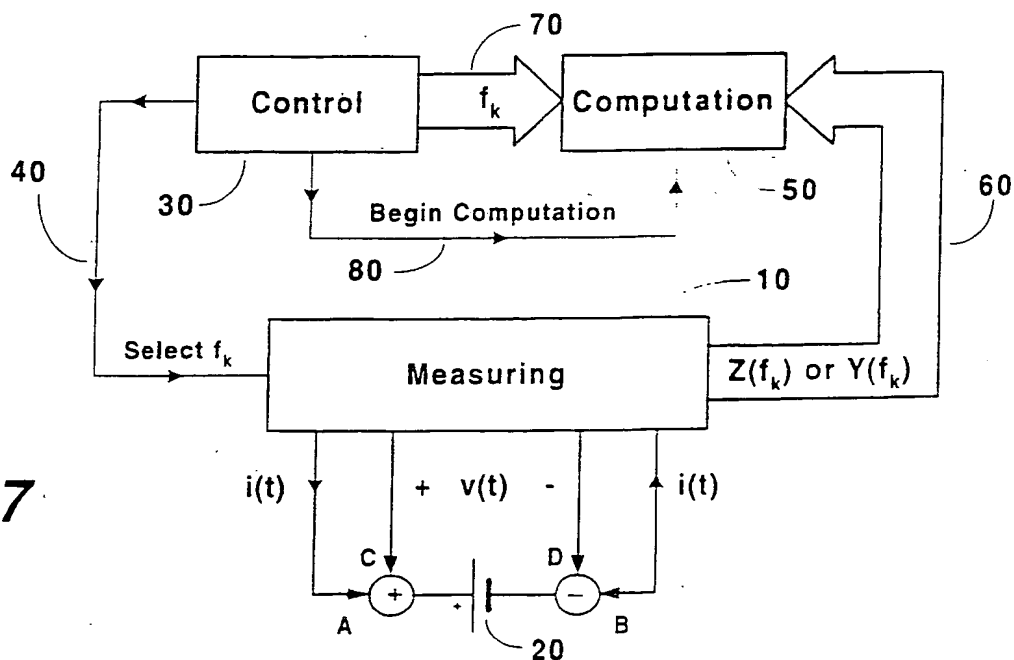 70
Control
f_k
Computation
40
30
50
60
Begin Computation
80
10
Select f_k
Measuring
Z(f_k) or Y(f_k)
i(t)
+ v(t) -
i(t)
7
C
D
+
−
A
+
B
20